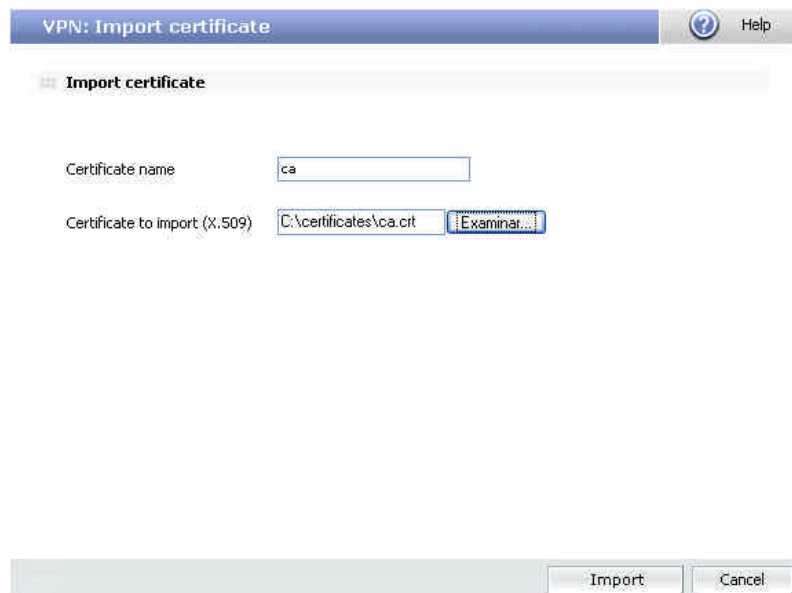 VPN: Import certificate
Help
Import certificate
Certificate name
ca
Certificate to import (X.509)
C:\certificates\ca.crt
Examinar...
Import
Cancel